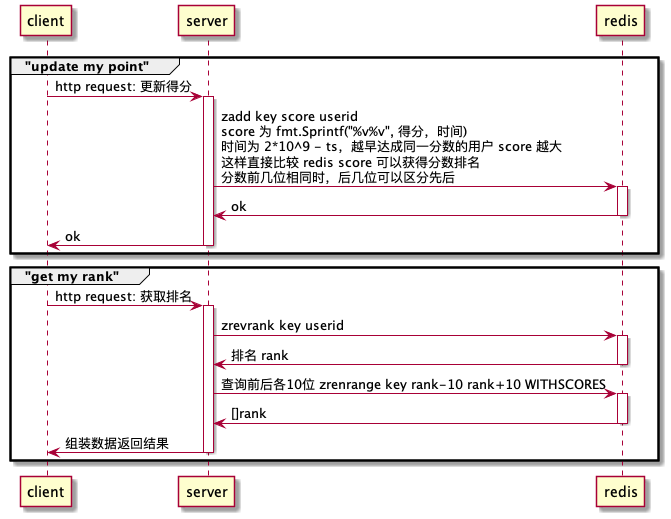 client server redis
"update my point"
http request: 更新得分
zadd key score userid
score 为 fmt.Sprintf("%v%v", 得分，时间)
时间为 2*10^9 - ts，越早达成同一分数的用户 score 越大
这样直接比较 redis score 可以获得分数排名
分数前几位相同时，后几位可以区分先后
ok
ok
"get my rank"
http request: 获取排名
zrevrank key userid
排名 rank
查询前后各10位 zrenrange key rank-10 rank+10 WITHSCORES
[]rank
组装数据返回结果
client server redis